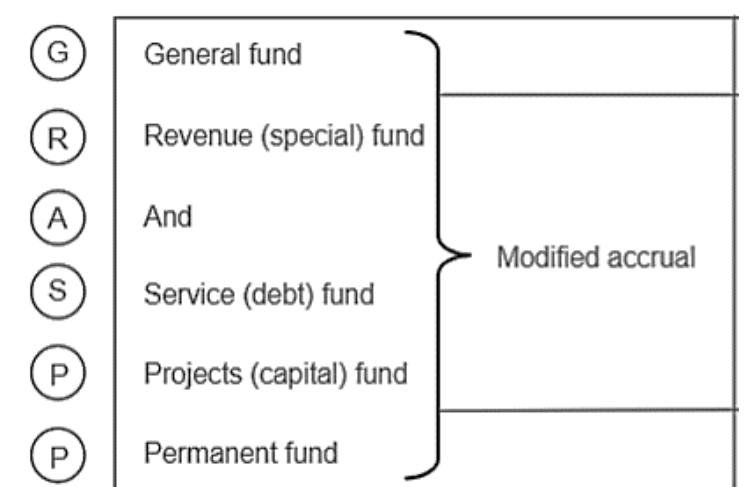 G General fund
R Revenue (special) fund
A And
Modified accrual
S Service (debt) fund
P Projects (capital) fund
P Permanent fund